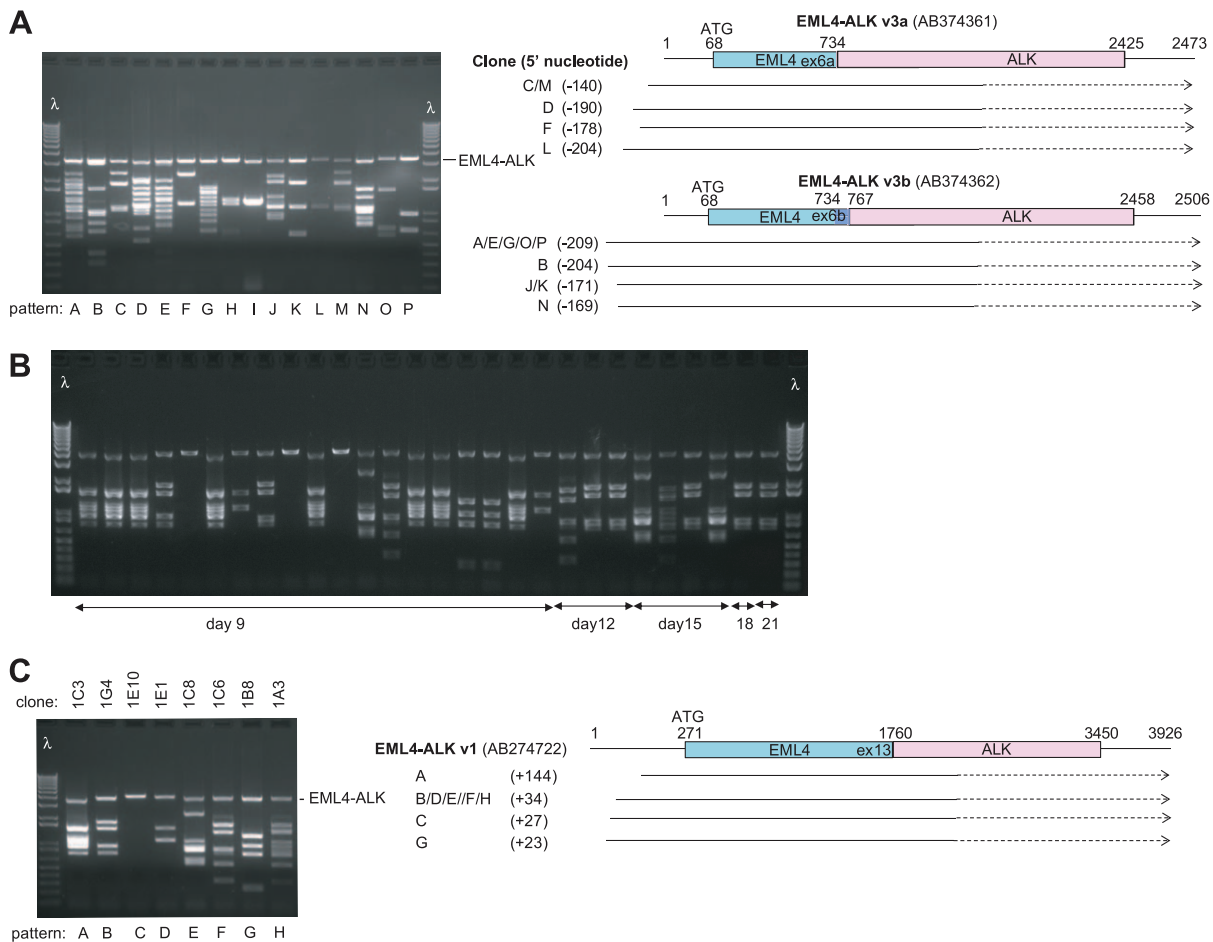 A
λ
λ
EML4-ALK
pattern: A B C D E F G H I J K L M N O P
EML4-ALK v3a (AB374361)
ATG
1 68 734 2425 2473
EML4 ex6a ALK
Clone (5' nucleotide)
C/M (-140)
D (-190)
F (-178)
L (-204)
EML4-ALK v3b (AB374362)
ATG
1 68 734 767 2458 2506
EML4 ex6b ALK
A/E/G/O/P (-209)
B (-204)
J/K (-171)
N (-169)
B
λ
λ
day 9 day12 day15 18 21
C
clone: 1C3 1G4 1E10 1E1 1C8 1C6 1B8 1A3
λ
EML4-ALK
pattern: A B C D E F G H
ATG
1 271 1760 3450 3926
EML4-ALK v1 (AB274722)
EML4 ex13 ALK
A (+144)
B/D/E//F/H (+34)
C (+27)
G (+23)